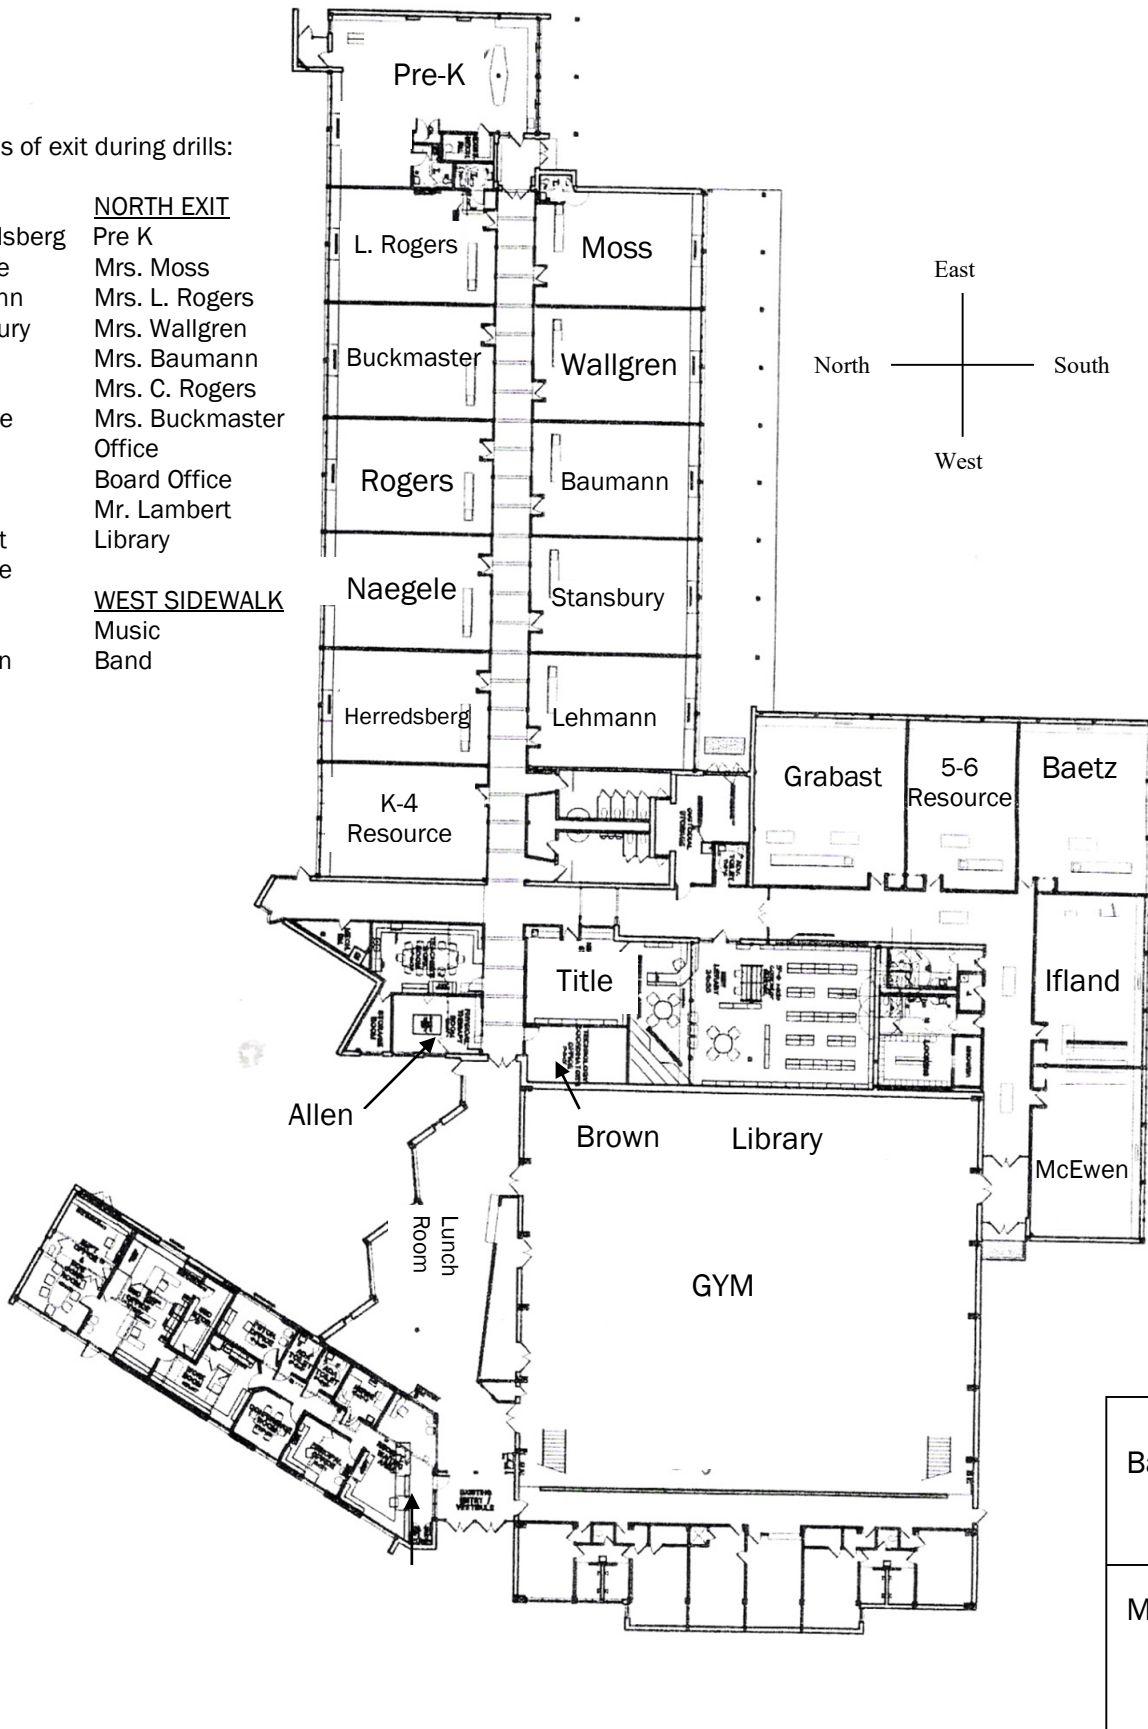 Pre-K
s of exit during drills:
NORTH EXIT
dsberg Pre K
e Mrs. Moss
nn Mrs. L. Rogers
ury Mrs. Wallgren
Mrs. Baumann
Mrs. C. Rogers
e Mrs. Buckmaster
Office
Board Office
Mr. Lambert
t Library
e
WEST SIDEWALK
Music
n Band
L. Rogers
Moss
Buckmaster
Wallgren
Rogers
Baumann
Naegele
Stansbury
Herredsberg
Lehmann
K-4
Resource
East
North
South
West
Grabast
5-6
Resource
Baetz
Title
Ifland
Allen
Brown
Library
McEwen
Lunch
Room
GYM
EXISTING
ENTRY /
VESTIBULE
Ba
M